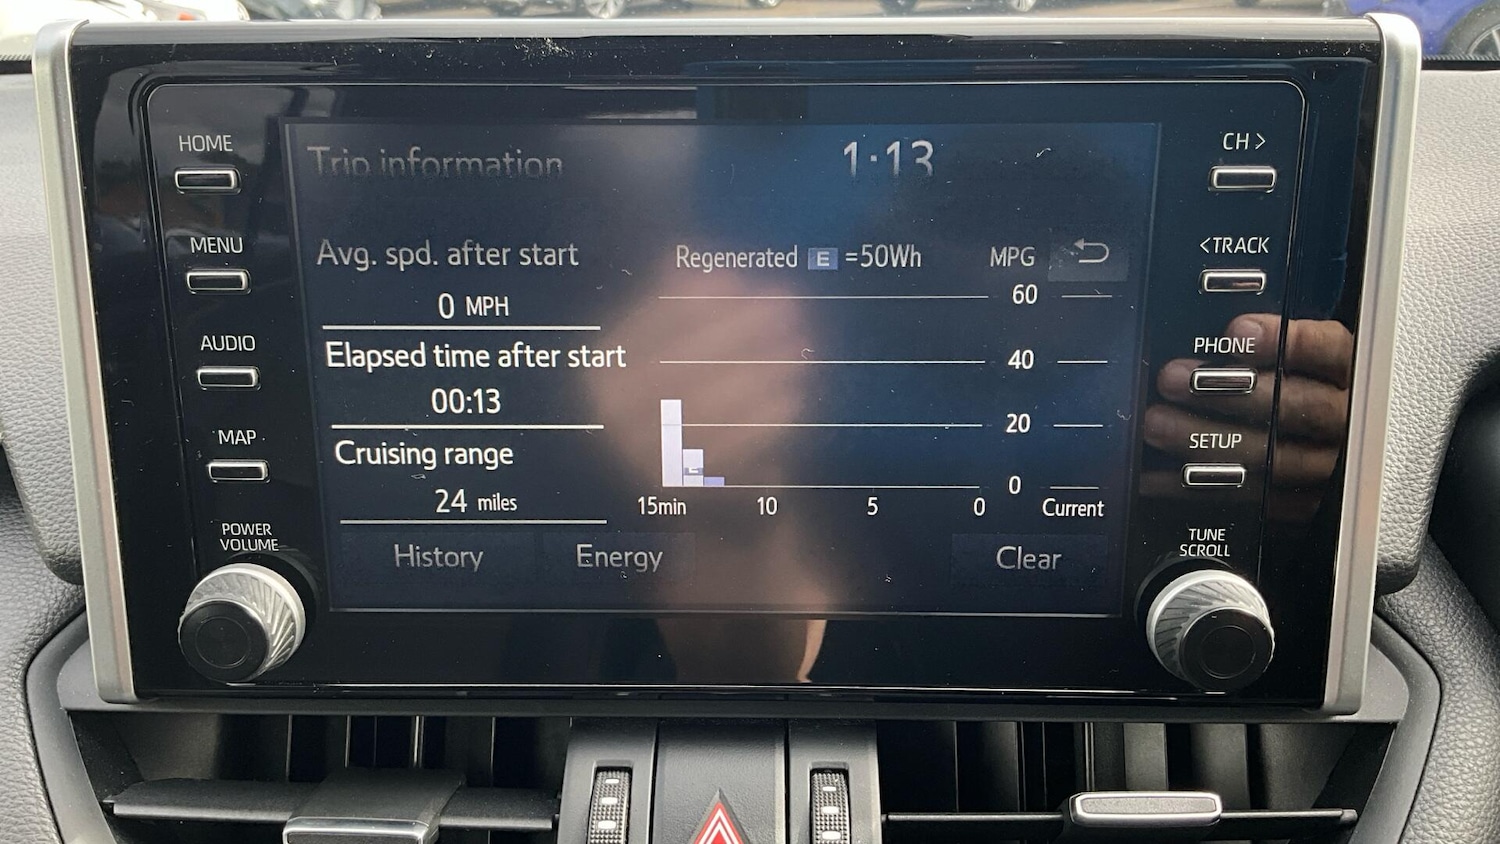 HOME
MENU
AUDIO
MAP
POWER
VOLUME
Trip information
1:13
Avg. spd. after start
0 MPH
Elapsed time after start
00:13
Cruising range
24 miles
Regenerated E =50Wh
MPG
60
40
20
0
E
15min 10 5 0 Current
History Energy Clear
CH >
< TRACK
PHONE
SETUP
TUNE
SCROLL